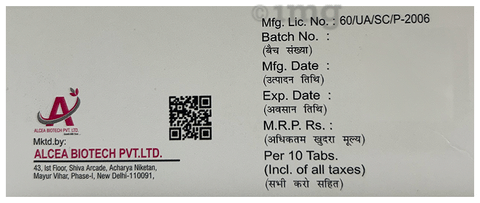 1mg
Mfg. Lic. No. : 60/UA/SC/P-2006
Batch No. :
(बैच संख्या)
Mfg. Date :
(उत्पादन तिथि)
Exp. Date :
(अवसान तिथि)
M.R.P. Rs. :
(अधिकतम खुदरा मूल्य)
Per 10 Tabs.
(Incl. of all taxes)
(सभी करो सहित)
A
ALCEA BIOTECH PVT. LTD.
Mktd.by:
ALCEA BIOTECH PVT.LTD.
43, Ist Floor, Shiva Arcade, Acharya Niketan,
Mayur Vihar, Phase-I, New Delhi-110091,